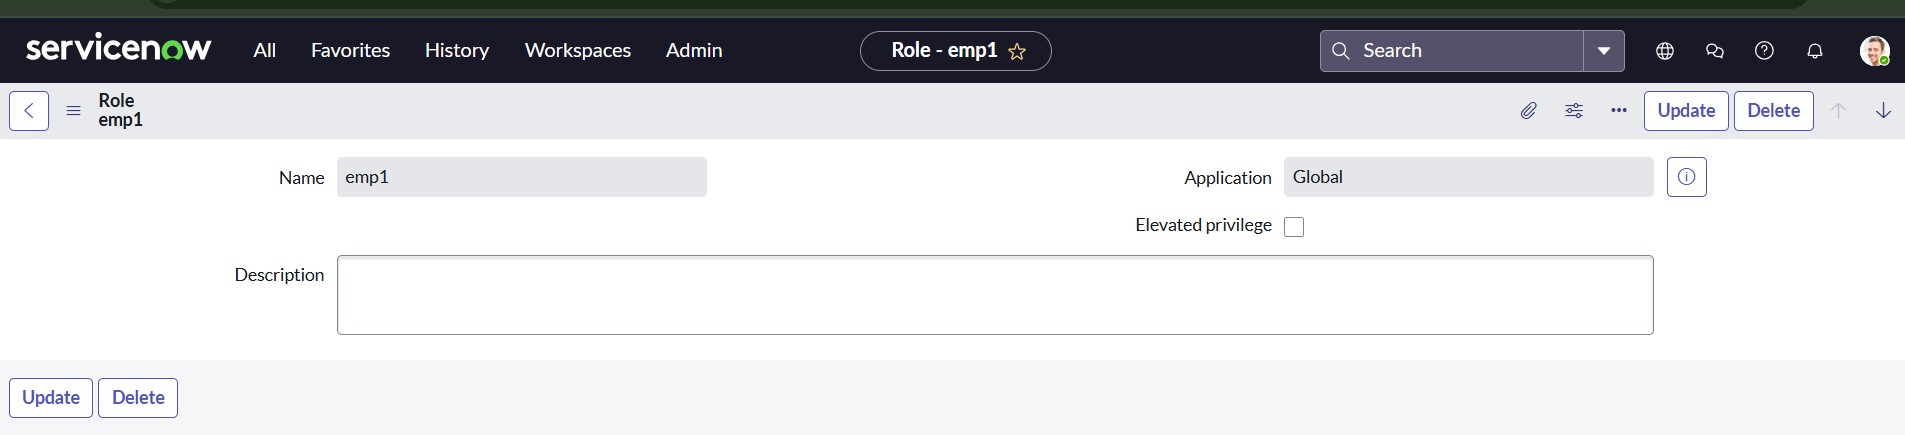 servicenow All Favorites History Workspaces Admin Role - emp1 Search
Role
emp1
Update Delete
Name emp1 Application Global
Elevated privilege
Description
Update Delete